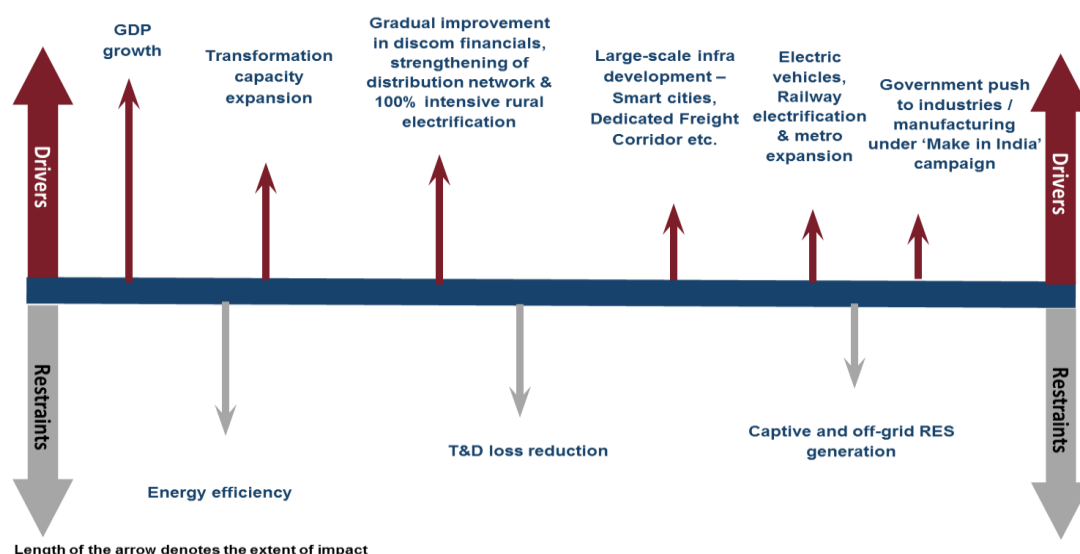 GDP
growth
Transformation
capacity
expansion
Gradual improvement
in discom financials,
strengthening of
distribution network &
100% intensive rural
electrification
Large-scale infra
development –
Smart cities,
Dedicated Freight
Corridor etc.
Electric
vehicles,
Railway
electrification
& metro
expansion
Government push
to industries /
manufacturing
under ‘Make in India’
campaign
Drivers
Drivers
Restraints
Restraints
Energy efficiency
T&D loss reduction
Captive and off-grid RES
generation
Length of the arrow denotes the extent of impact